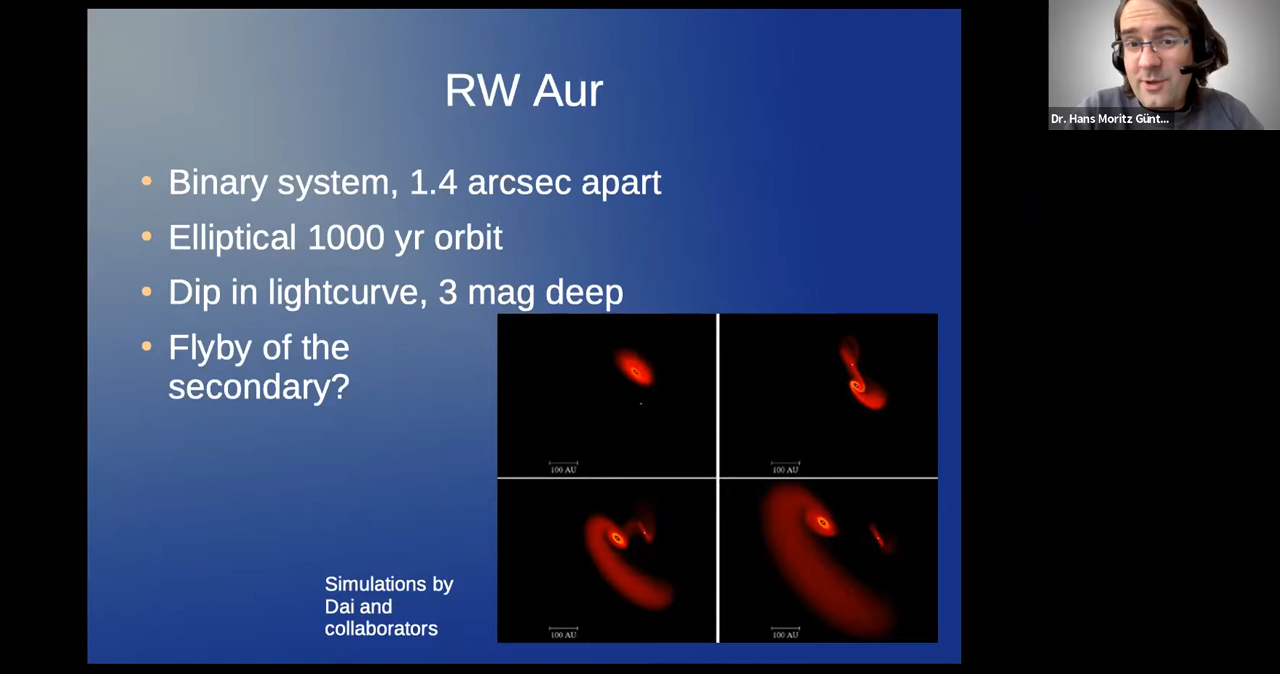 RW Aur
• Binary system, 1.4 arcsec apart
• Elliptical 1000 yr orbit
• Dip in lightcurve, 3 mag deep
• Flyby of the
secondary?
100 AU
100 AU
100 AU
100 AU
Simulations by
Dai and
collaborators
Dr. Hans Moritz Günt...